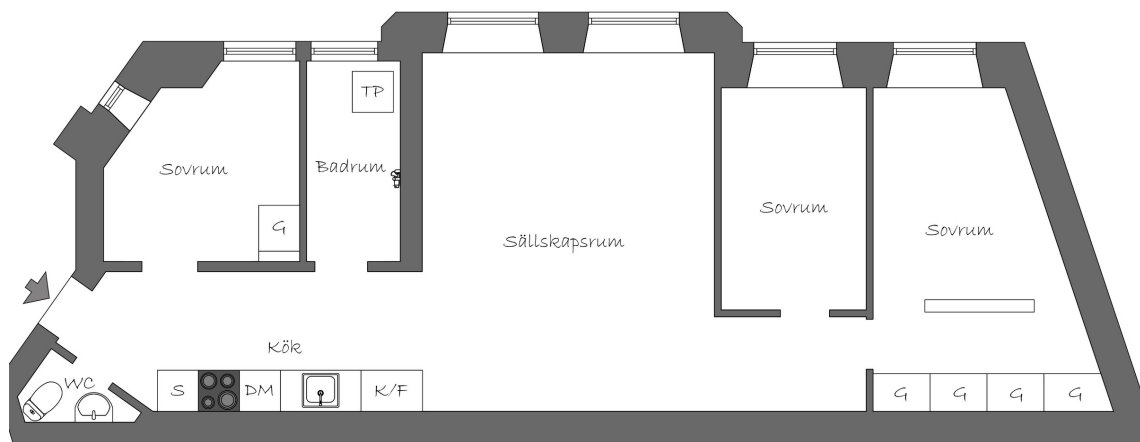 TP
Sovrum
Badrum
G
Sovrum
Sällskapsrum
Sovrum
Kök
WC
S
DM
K/F
G
G
G
G